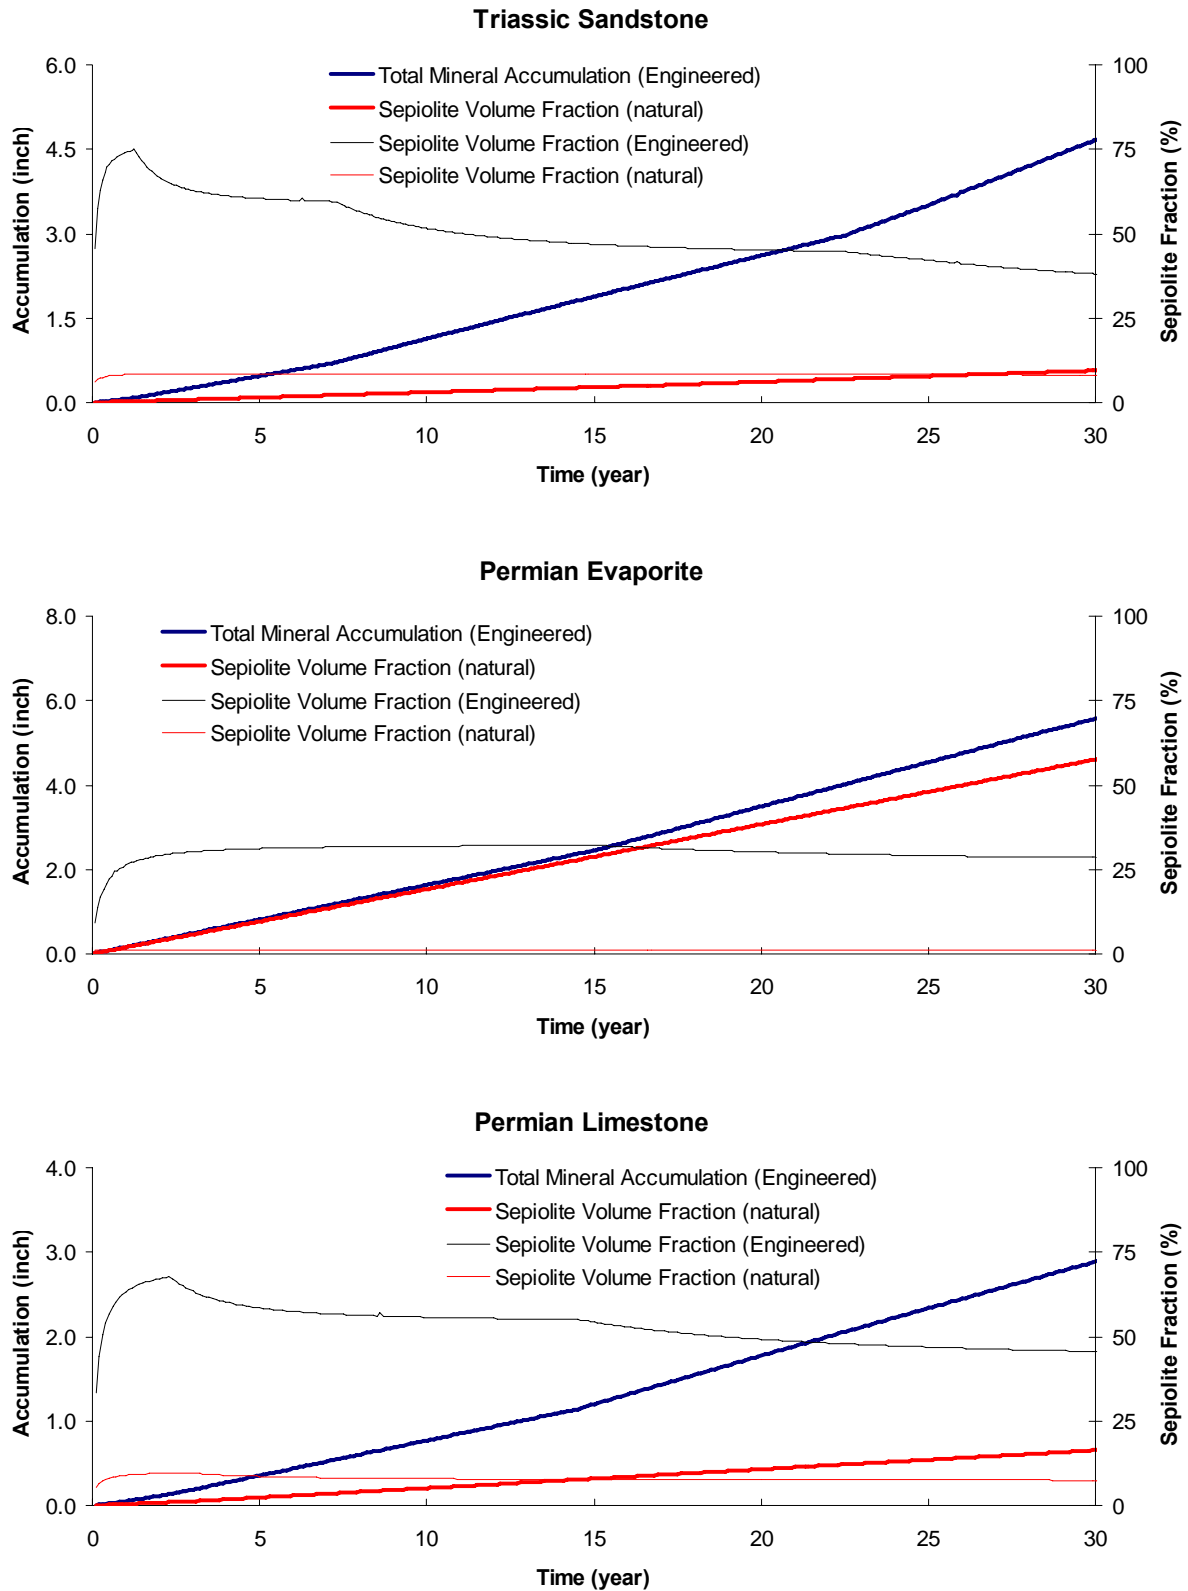 Triassic Sandstone
6.0
4.5
3.0
1.5
0.0
Accumulation (inch)
Total Mineral Accumulation (Engineered)
Sepiolite Volume Fraction (natural)
Sepiolite Volume Fraction (Engineered)
Sepiolite Volume Fraction (natural)
100
75
50
25
0
Sepiolite Fraction (%)
0 5 10 15 20 25 30
Time (year)
Permian Evaporite
8.0
6.0
4.0
2.0
0.0
Accumulation (inch)
Total Mineral Accumulation (Engineered)
Sepiolite Volume Fraction (natural)
Sepiolite Volume Fraction (Engineered)
Sepiolite Volume Fraction (natural)
100
75
50
25
0
Sepiolite Fraction (%)
0 5 10 15 20 25 30
Time (year)
Permian Limestone
4.0
3.0
2.0
1.0
0.0
Accumulation (inch)
Total Mineral Accumulation (Engineered)
Sepiolite Volume Fraction (natural)
Sepiolite Volume Fraction (Engineered)
Sepiolite Volume Fraction (natural)
100
75
50
25
0
Sepiolite Fraction (%)
0 5 10 15 20 25 30
Time (year)